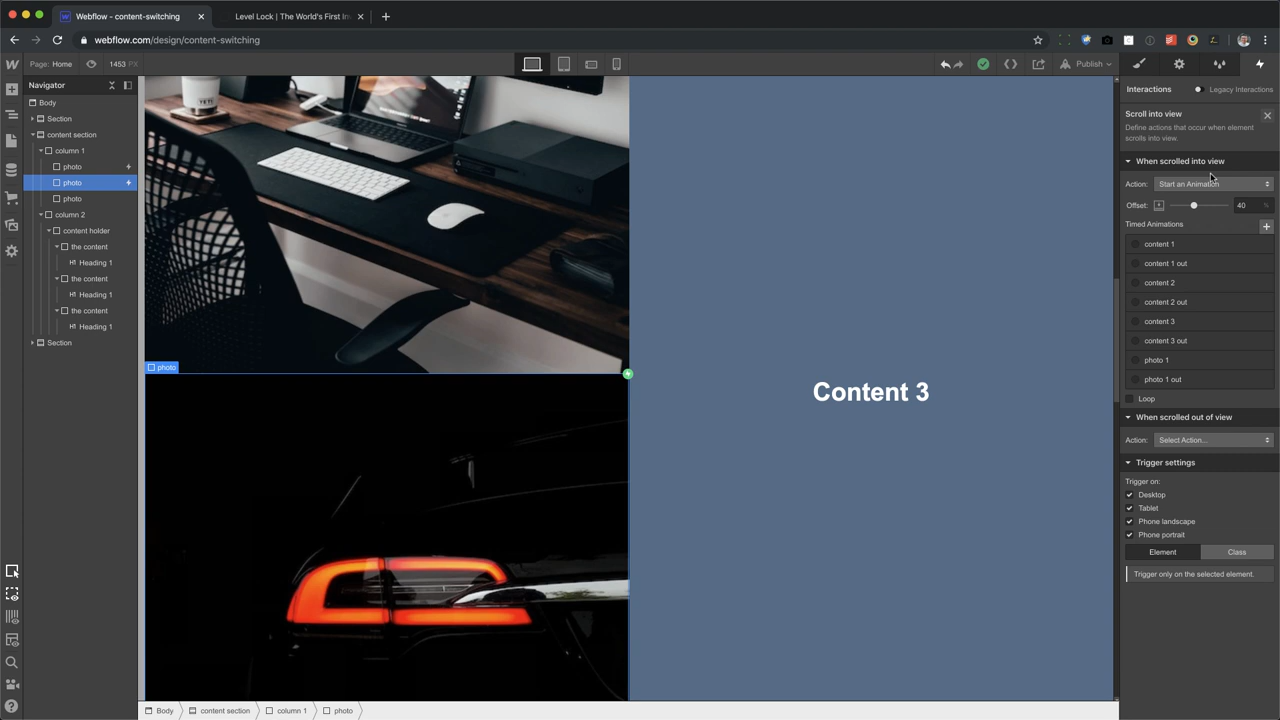 Webflow - content-switching
Level Lock | The World's First In
webflow.com/design/content-switching
Page: Home
1453 PX
Publish
Navigator
Body
Section
content section
column 1
photo
photo
photo
column 2
content holder
the content
Heading 1
the content
Heading 1
the content
Heading 1
Section
YETI
photo
Content 3
Interactions
Legacy Interactions
Scroll into view
Define actions that occur when element
scrolls into view.
When scrolled into view
Action: Start an Animation
Offset: 40 %
Timed Animations
content 1
content 1 out
content 2
content 2 out
content 3
content 3 out
photo 1
photo 1 out
Loop
When scrolled out of view
Action: Select Action...
Trigger settings
Trigger on:
Desktop
Tablet
Phone landscape
Phone portrait
Element Class
Trigger only on the selected element.
Body content section column 1 photo